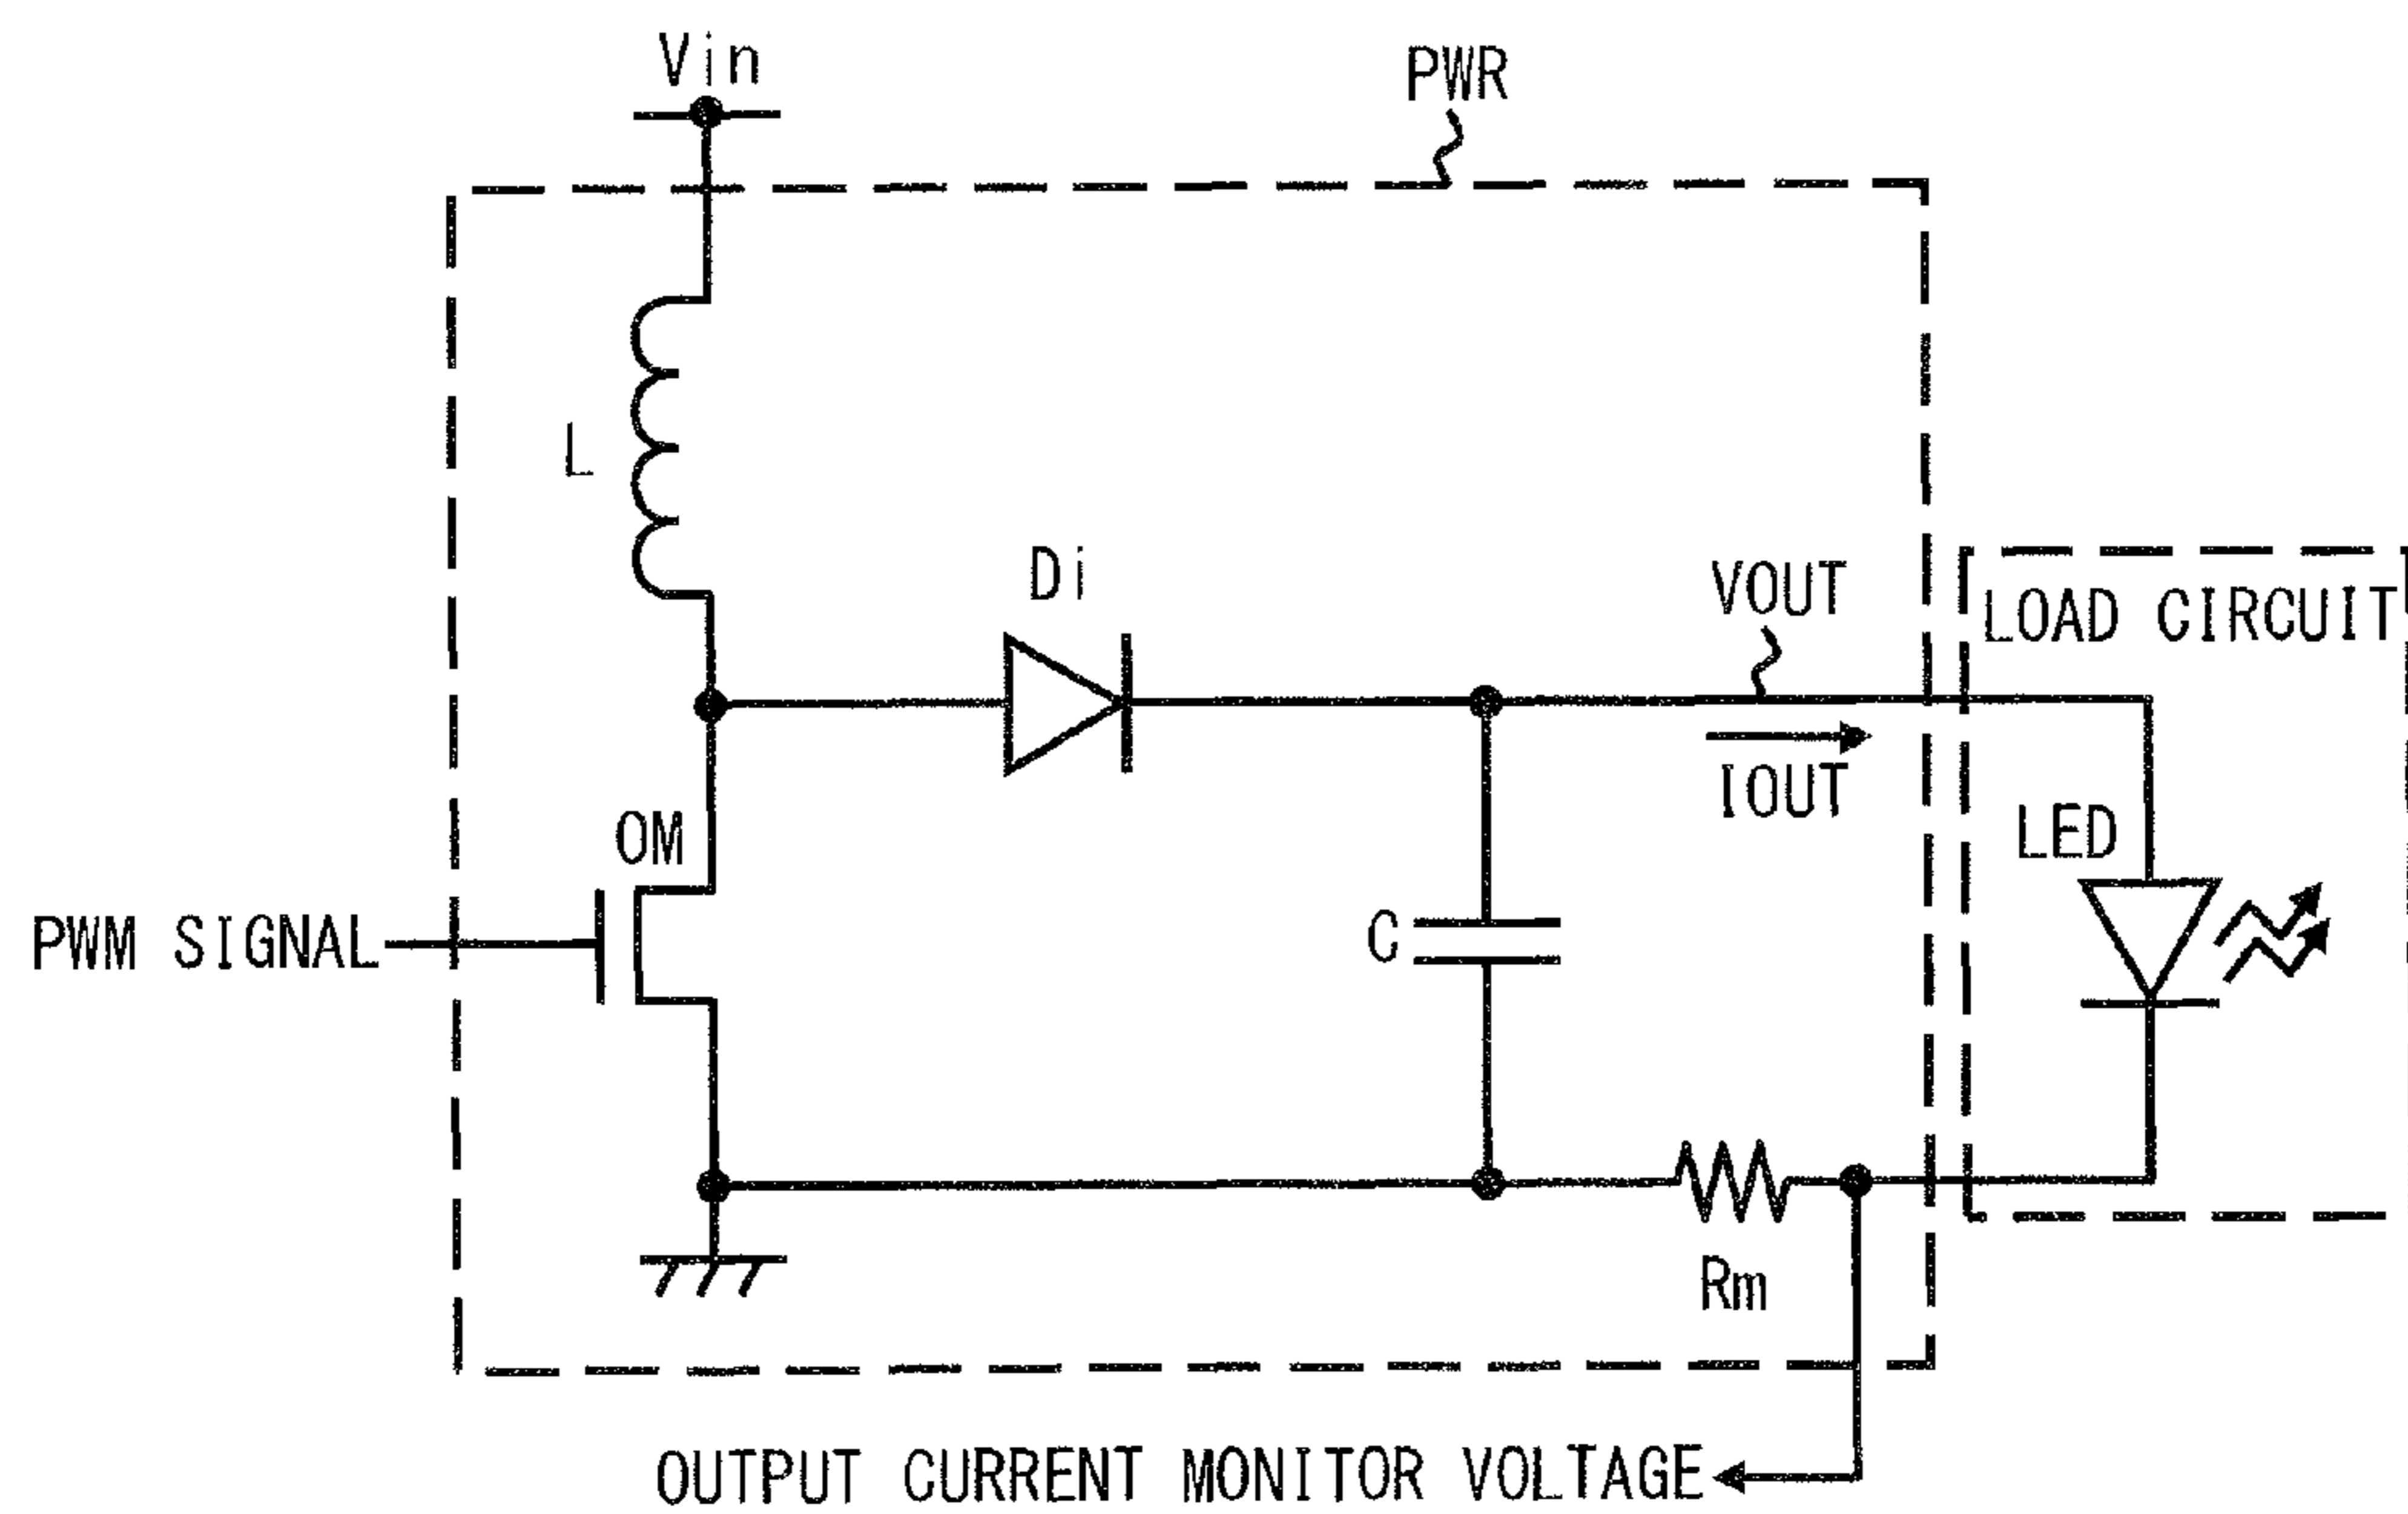 Vin
PWR
L
Di
VOUT
LOAD CIRCUIT
IOUT
OM
LED
PWM SIGNAL
C
Rm
OUTPUT CURRENT MONITOR VOLTAGE